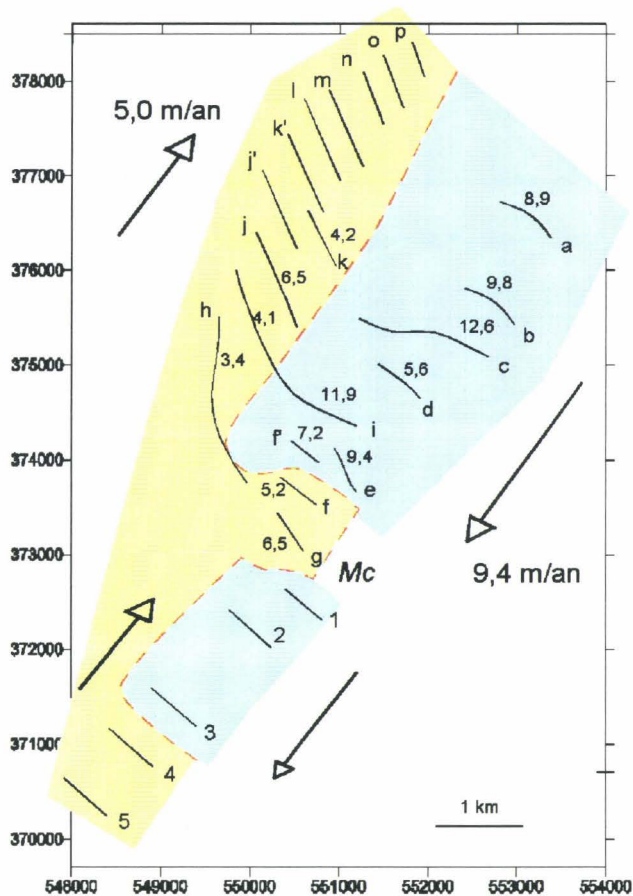 378000
377000
376000
375000
374000
373000
372000
371000
370000
548000 549000 550000 551000 552000 553000 554000
5,0 m/an
9,4 m/an
Mc
1 km
p
o
n
m
l
k'
j'
j
k
h
i
a
b
c
d
e
f'
f
g
1
2
3
4
5
8,9
9,8
12,6
5,6
11,9
7,2
9,4
5,2
6,5
4,2
6,5
4,1
3,4